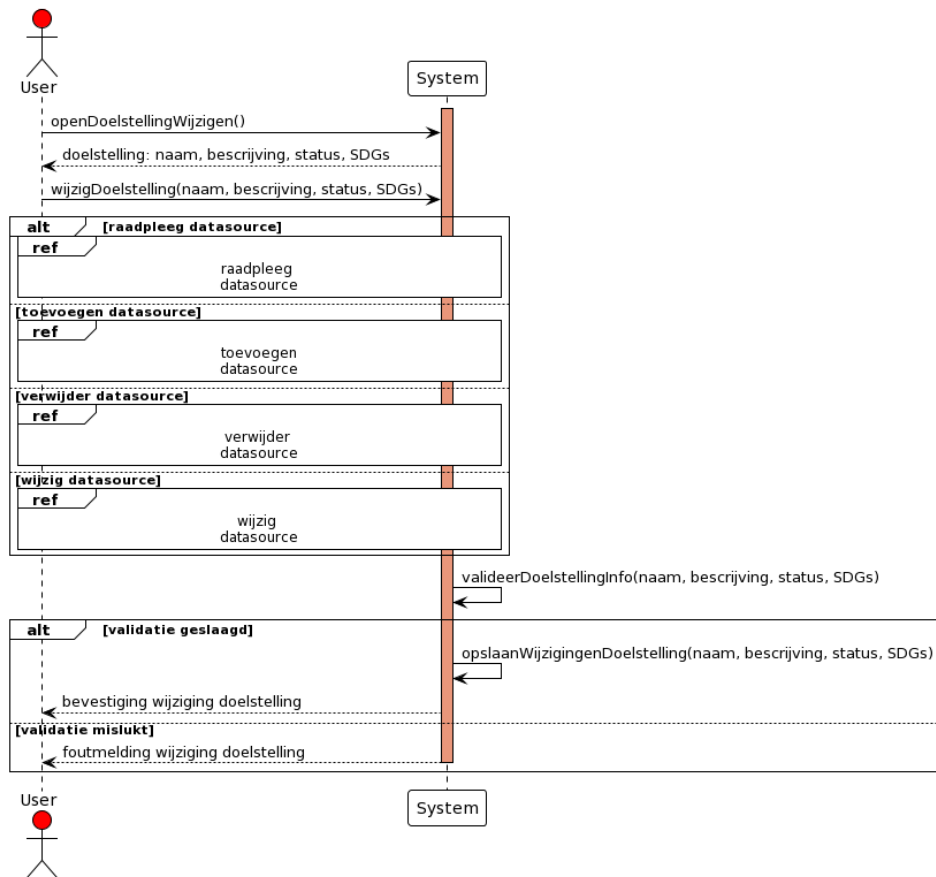 User
System
openDoelstellingWijzigen()
doelstelling: naam, bescrijving, status, SDGs
wijzigDoelstelling(naam, bescrijving, status, SDGs)
alt [raadpleeg datasource]
ref
raadpleeg
datasource
[toevoegen datasource]
ref
toevoegen
datasource
[verwijder datasource]
ref
verwijder
datasource
[wijzig datasource]
ref
wijzig
datasource
valideerDoelstellingInfo(naam, bescrijving, status, SDGs)
alt [validatie geslaagd]
opslaanWijzigingenDoelstelling(naam, bescrijving, status, SDGs)
bevestiging wijziging doelstelling
[validatie mislukt]
foutmelding wijziging doelstelling
User
System